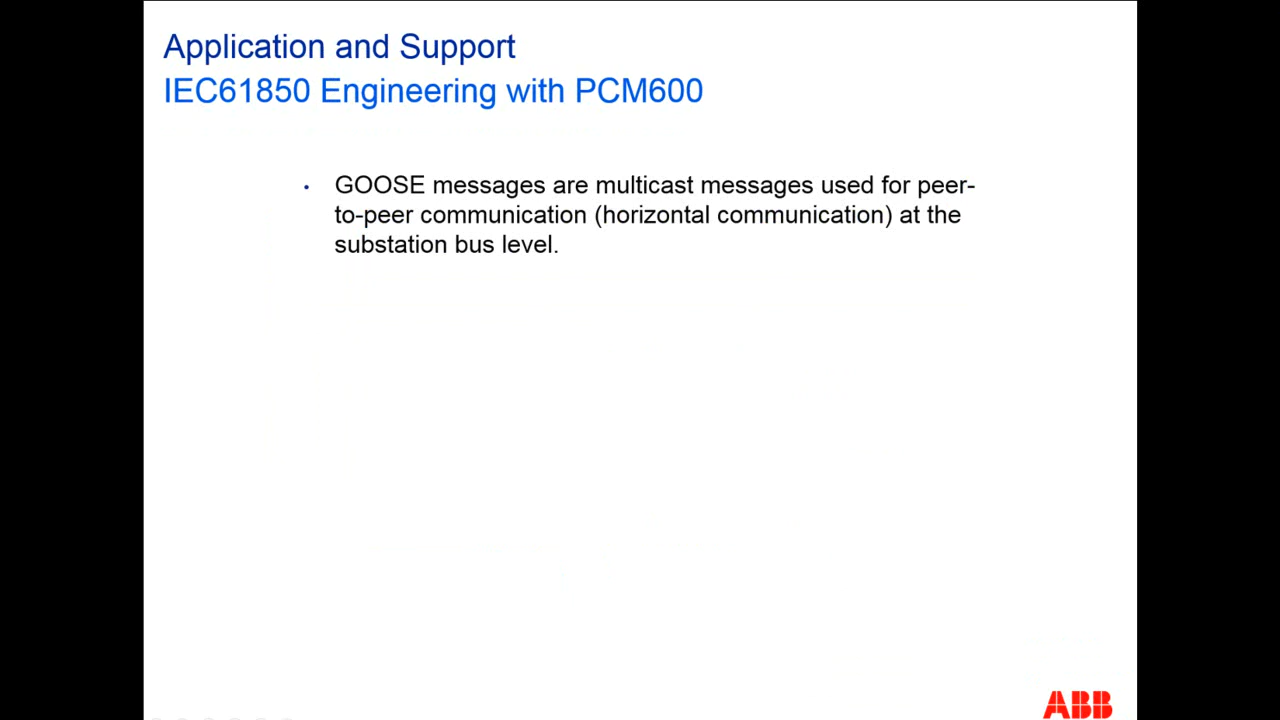 Application and Support
IEC61850 Engineering with PCM600
• GOOSE messages are multicast messages used for peer-
to-peer communication (horizontal communication) at the
substation bus level.
ABB